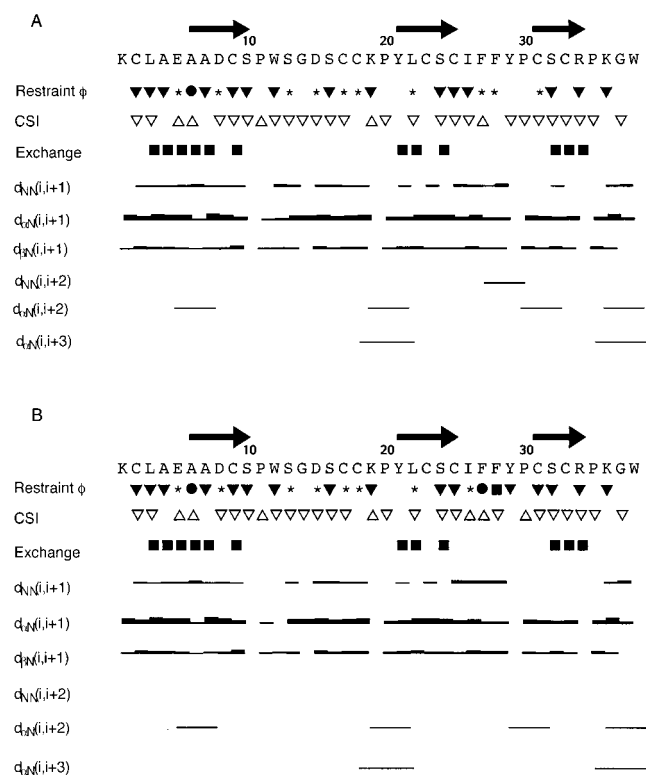 A
10 20 30
KCLAEAADCSPWSGDSCCKPYLCSCIFFYPCSCRPKGW
Restraint φ
CSI
Exchange
dNN(i,i+1)
dαN(i,i+1)
dβN(i,i+1)
dNN(i,i+2)
dαN(i,i+2)
dαN(i,i+3)
B
10 20 30
KCLAEAADCSPWSGDSCCKPYLCSCIFFYPCSCRPKGW
Restraint φ
CSI
Exchange
dNN(i,i+1)
dαN(i,i+1)
dβN(i,i+1)
dNN(i,i+2)
dαN(i,i+2)
dαN(i,i+3)